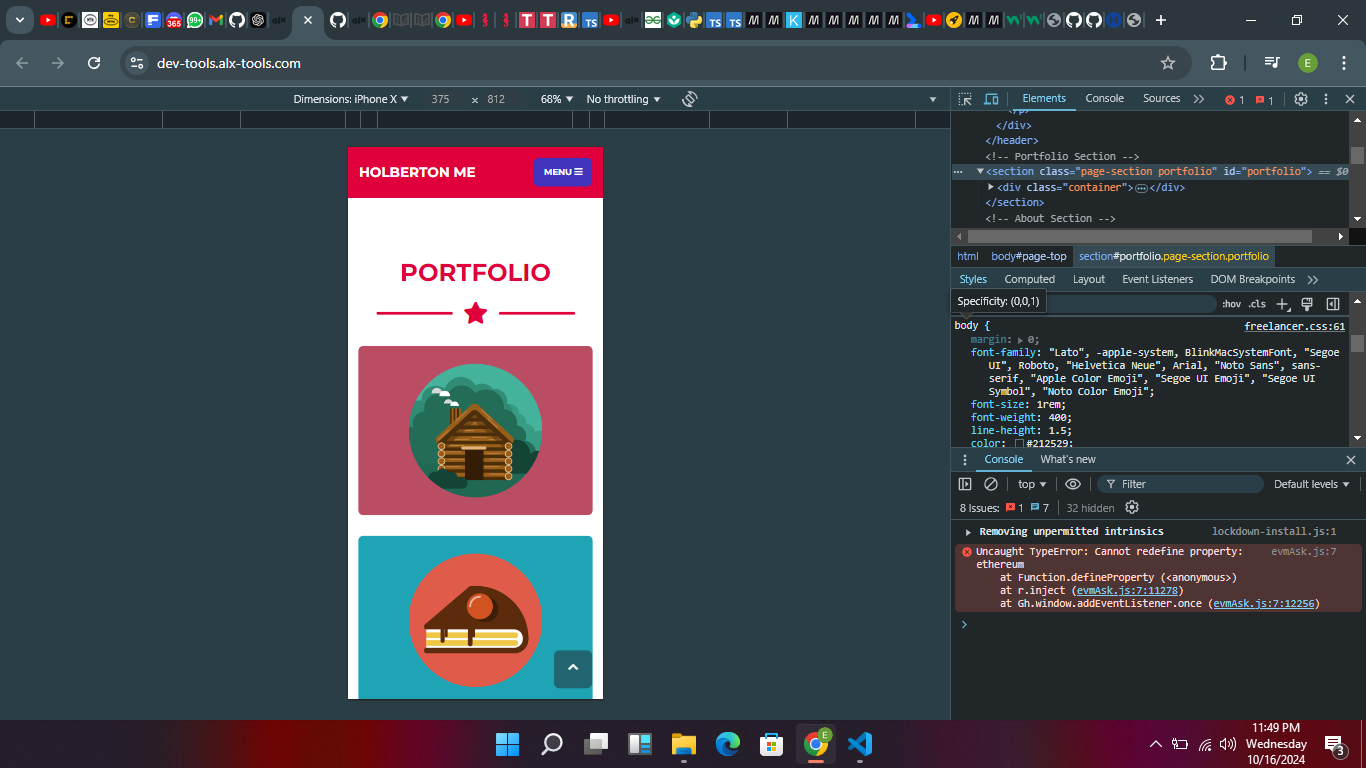 365
99+
dev-tools.alx-tools.com
E
Dimensions: iPhone X ▼ 375 x 812 68% ▼ No throttling ▼
Elements Console Sources 1 1
HOLBERTON ME
MENU
PORTFOLIO
</div>
</header>
<!-- Portfolio Section -->
<section class="page-section portfolio" id="portfolio"> == $0
<div class="container"></div>
</section>
<!-- About Section -->
html body#page-top section#portfolio.page-section.portfolio
Styles Computed Layout Event Listeners DOM Breakpoints
Specificity: (0,0,1)
:hov .cls
body { freelancer.css:61
margin: 0;
font-family: "Lato", -apple-system, BlinkMacSystemFont, "Segoe
UI", Roboto, "Helvetica Neue", Arial, "Noto Sans", sans-
serif, "Apple Color Emoji", "Segoe UI Emoji", "Segoe UI
Symbol", "Noto Color Emoji";
font-size: 1rem;
font-weight: 400;
line-height: 1.5;
color: #212529;
Console What's new
top ▼ Filter Default levels ▼
8 Issues: 1 7 32 hidden
Removing unpermitted intrinsics lockdown-install.js:1
Uncaught TypeError: Cannot redefine property: evmAsk.js:7
ethereum
at Function.defineProperty (<anonymous>)
at r.inject (evmAsk.js:7:11278)
at Gh.window.addEventListener.once (evmAsk.js:7:12256)
11:49 PM
Wednesday
10/16/2024
3